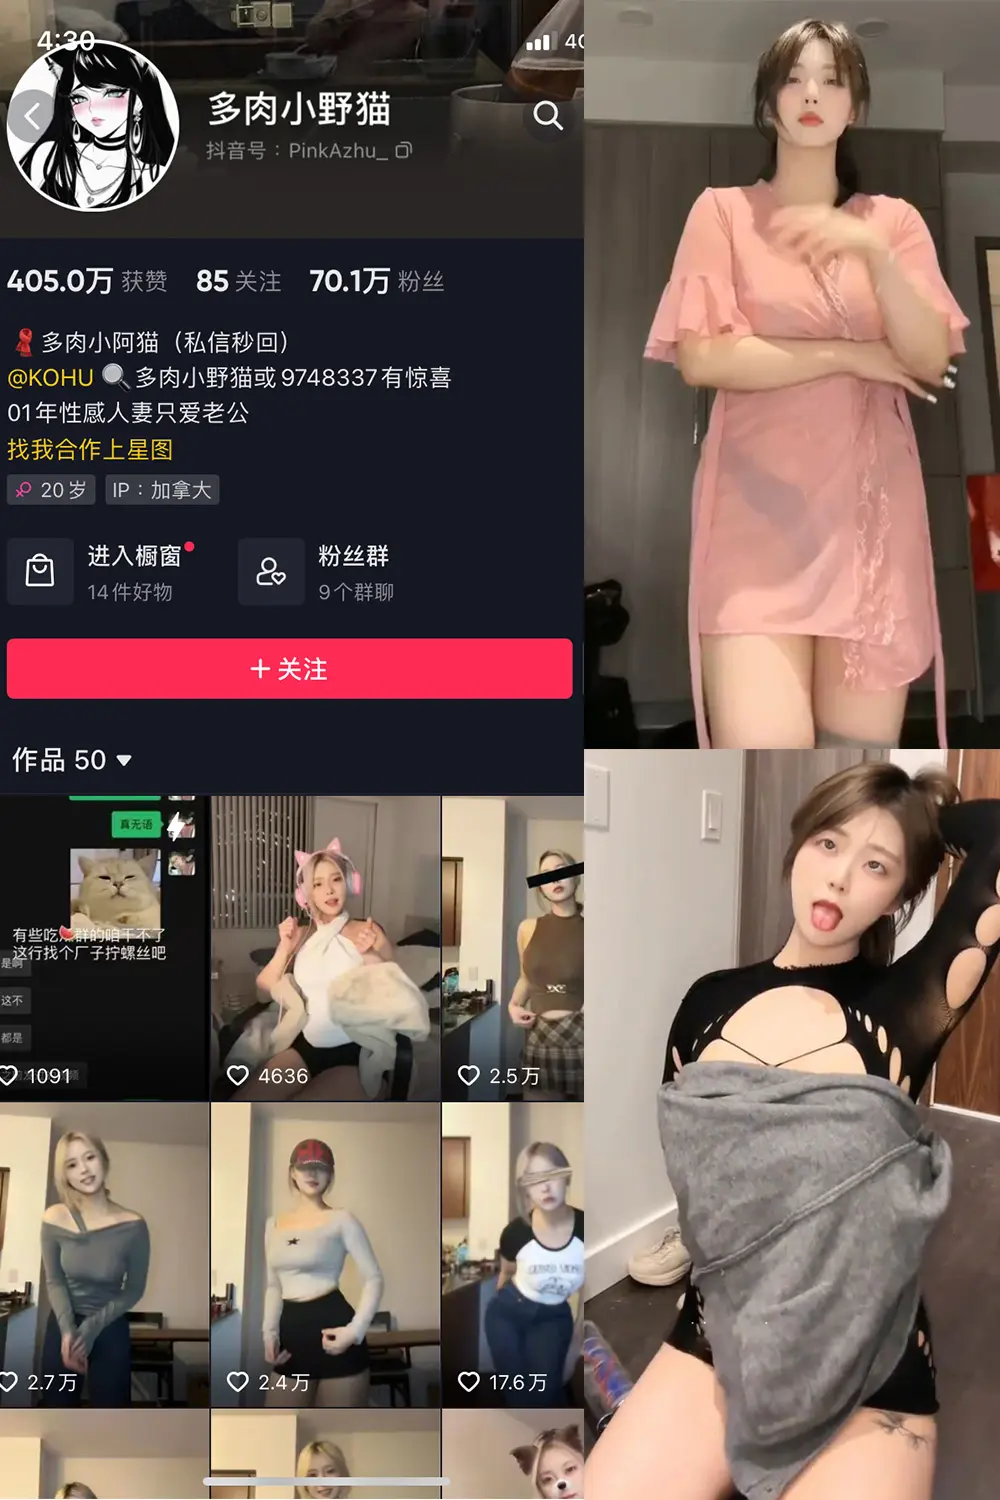 4:30
多肉小野猫
抖音号：PinkAzhu_
405.0万 获赞 85 关注 70.1万 粉丝
多肉小阿猫（私信秒回）
@KOHU 多肉小野猫或9748337有惊喜
01年性感人妻只爱老公
找我合作上星图
20岁 IP：加拿大
进入橱窗 粉丝群
14件好物 9个群聊
+ 关注
作品 50
真无语
有些吃 群的咱干不了
这行找个厂子拧螺丝吧
是啊
这不
都是
1091 4636 2.5万
2.7万 2.4万 17.6万